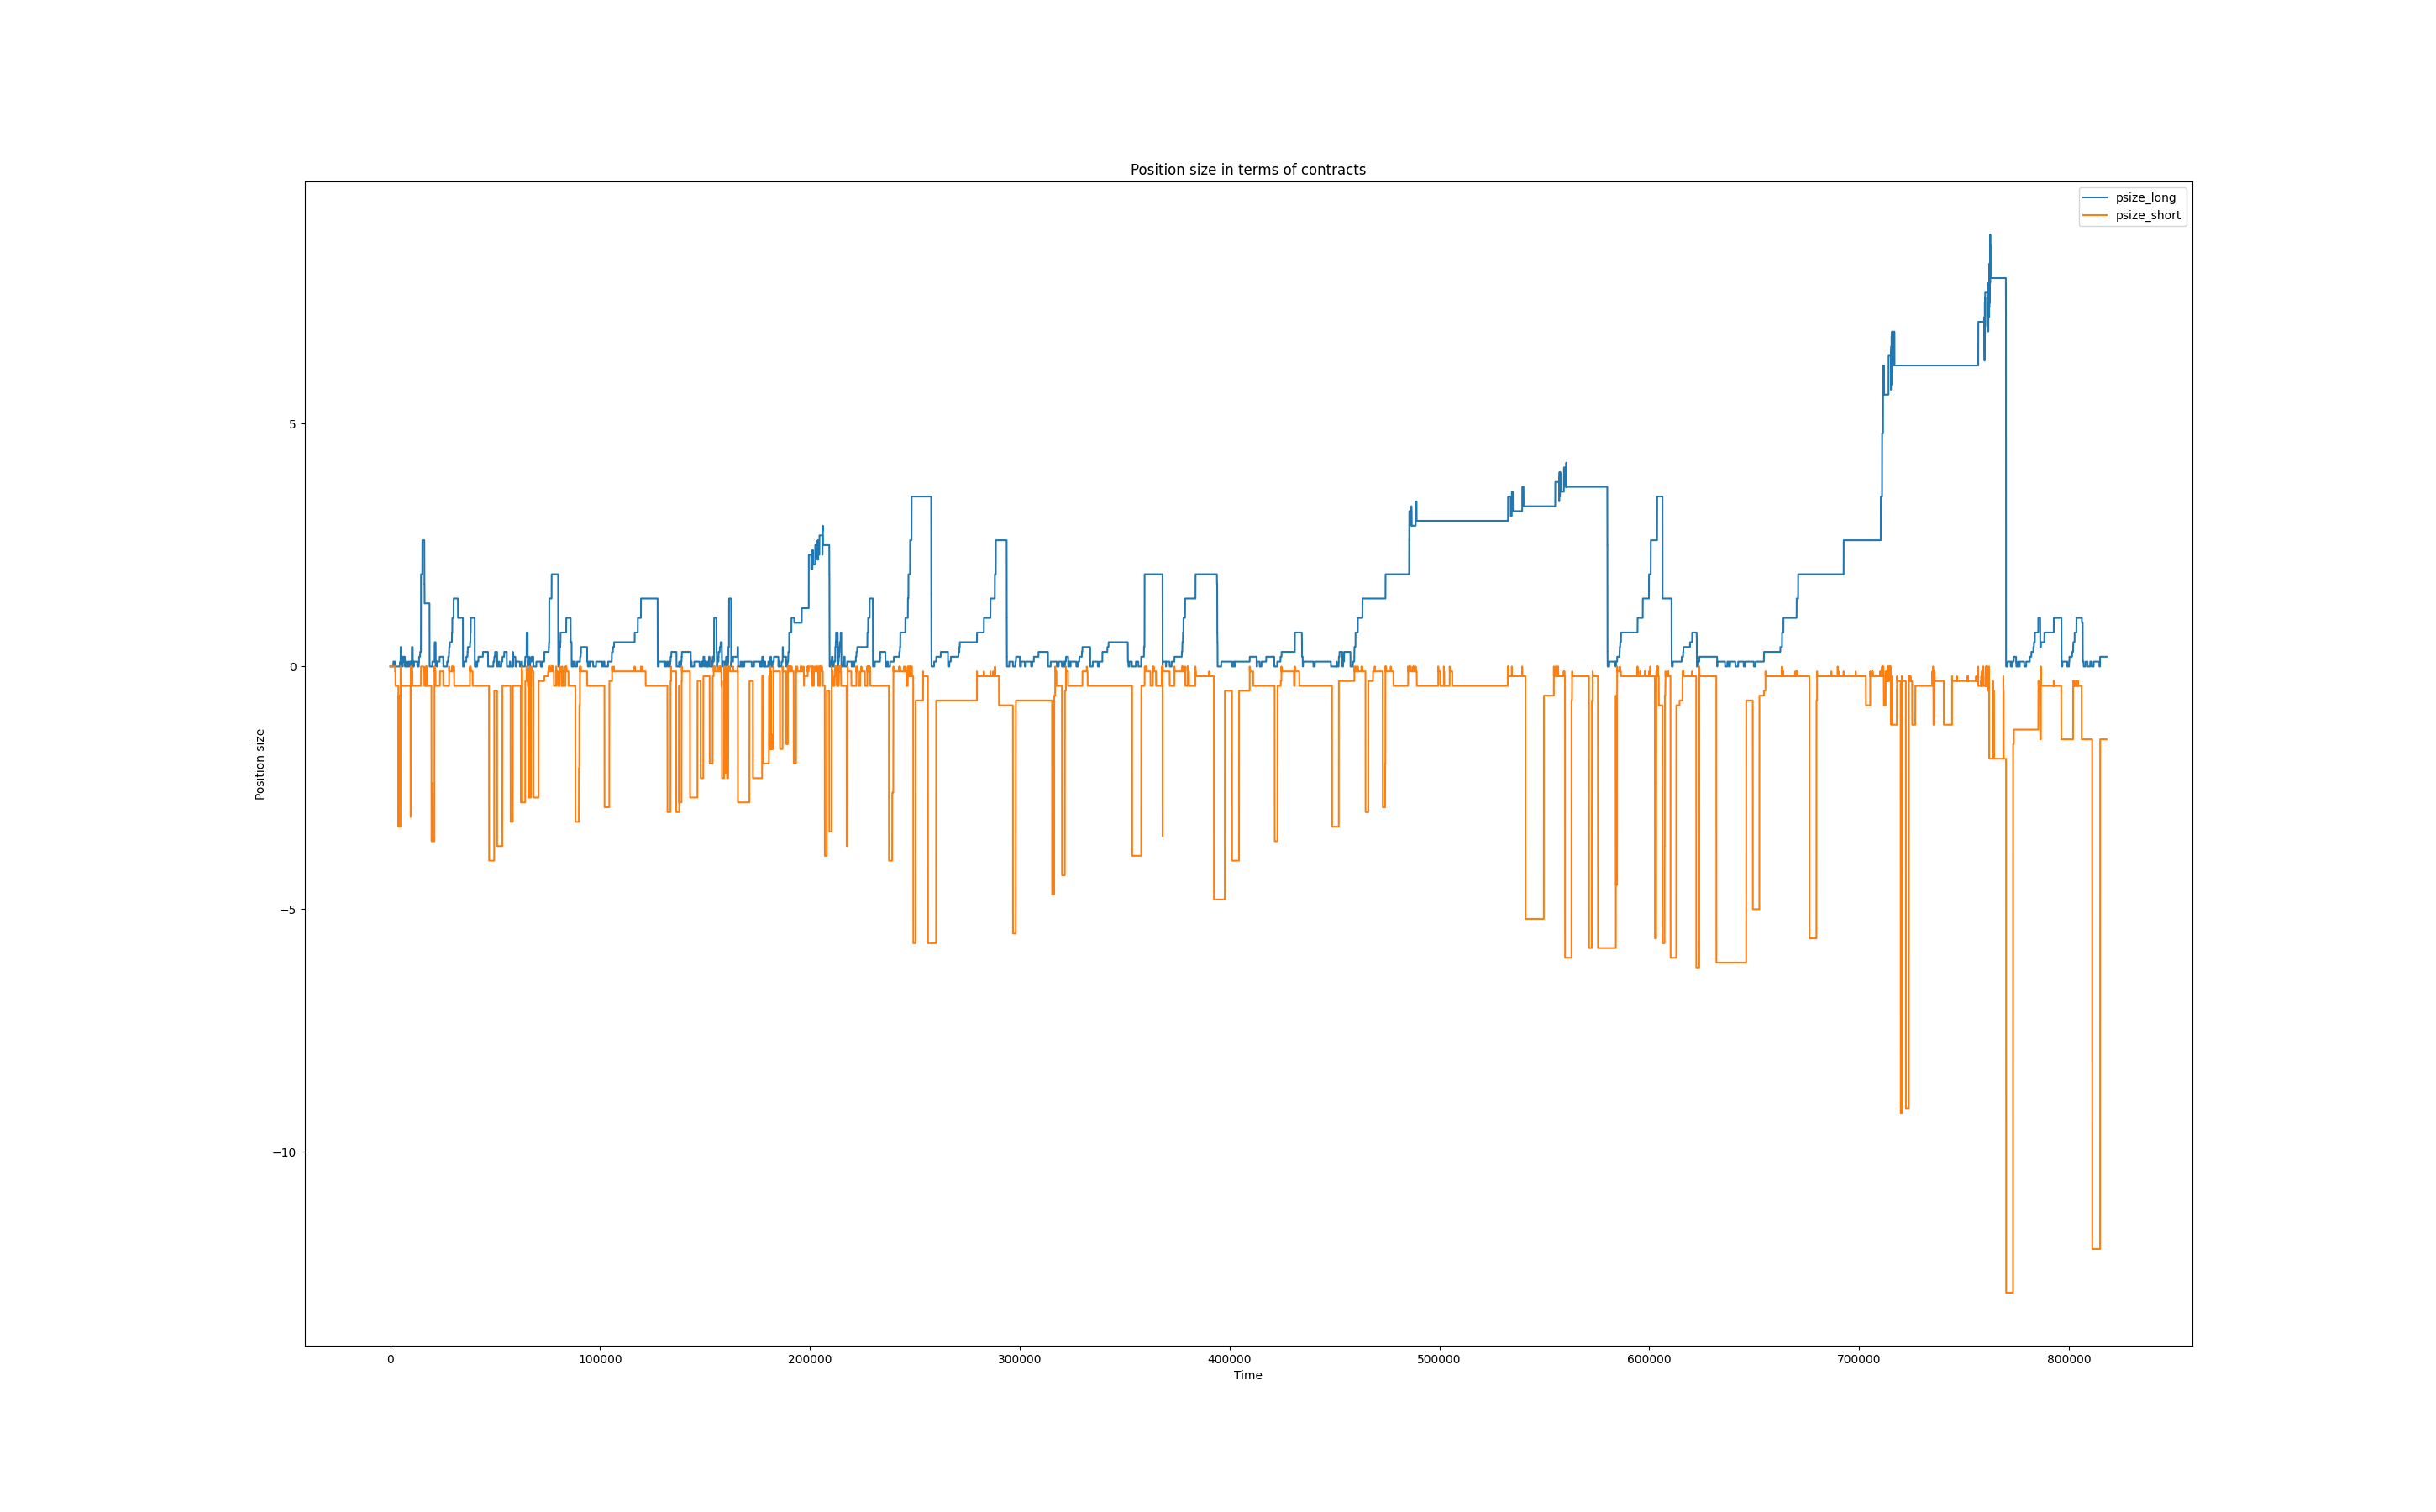 Position size in terms of contracts
psize_long
psize_short
5
0
−5
−10
Position size
0 100000 200000 300000 400000 500000 600000 700000 800000
Time